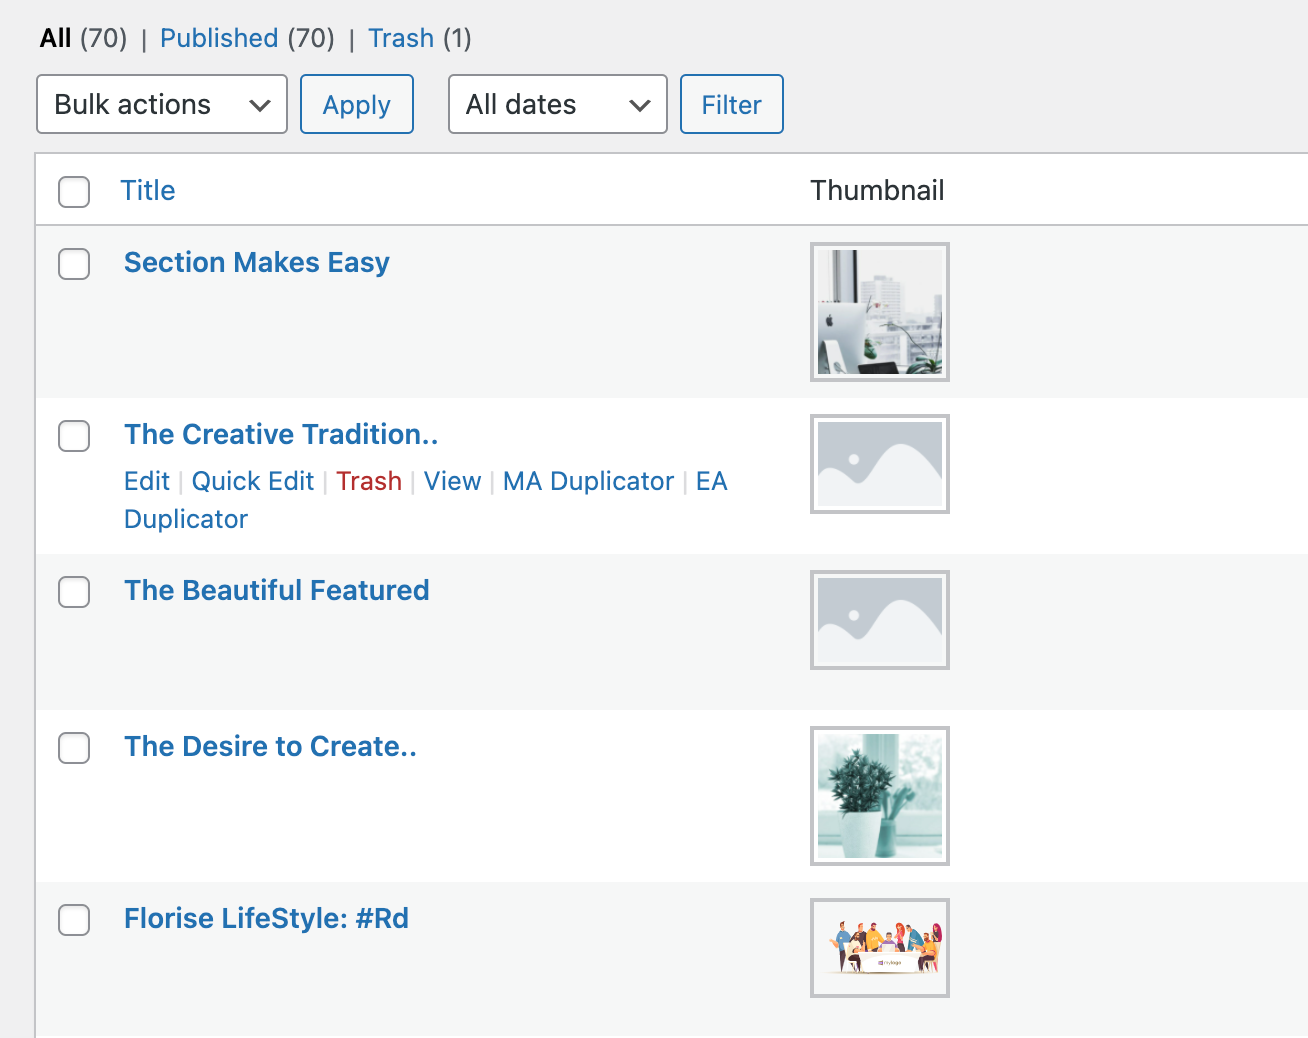 All (70) | Published (70) | Trash (1)
Bulk actions Apply All dates Filter
Title Thumbnail
Section Makes Easy
The Creative Tradition..
Edit | Quick Edit | Trash | View | MA Duplicator | EA
Duplicator
The Beautiful Featured
The Desire to Create..
Florise LifeStyle: #Rd
mylogo